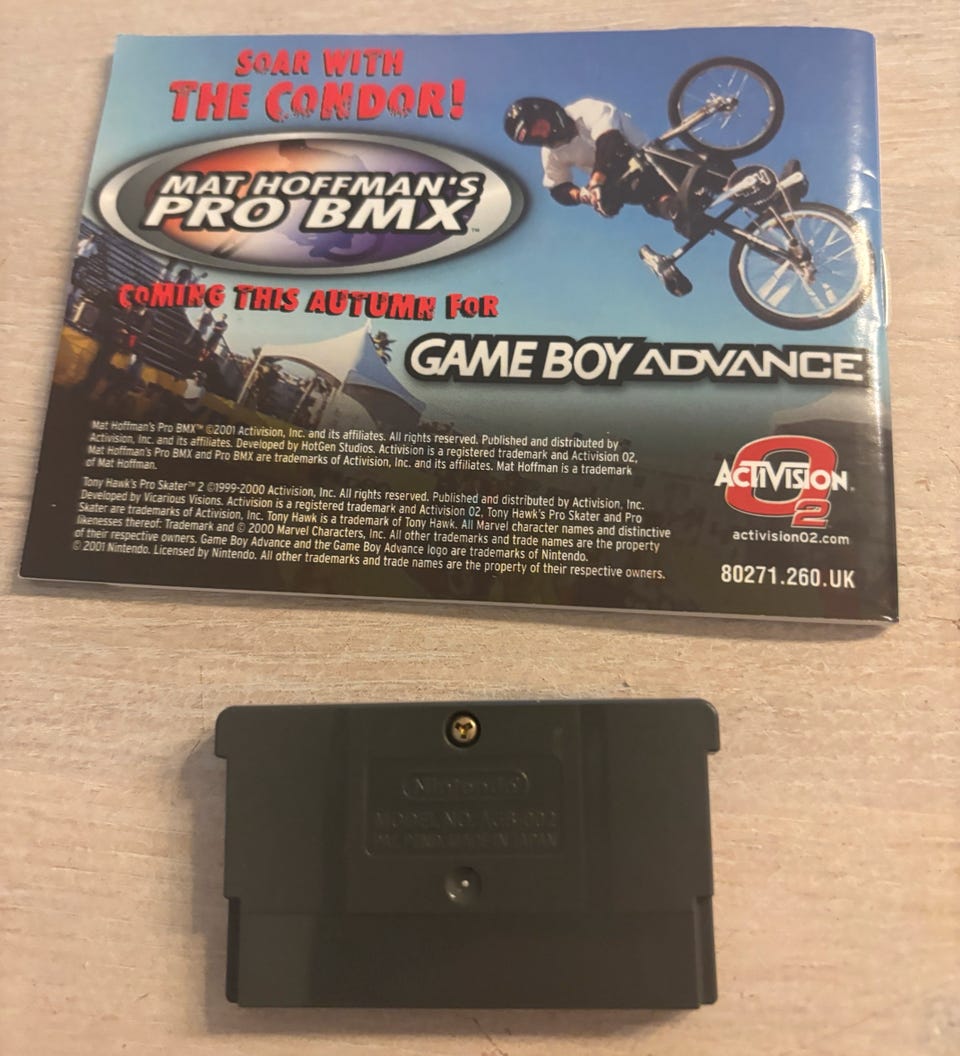 SOAR WITH
THE CONDOR!
MAT HOFFMAN'S
PRO BMX™
COMING THIS AUTUMN FOR
GAME BOY ADVANCE
Mat Hoffman's Pro BMX™ ©2001 Activision, Inc. and its affiliates. All rights reserved. Published and distributed by
Activision, Inc. and its affiliates. Developed by HotGen Studios. Activision is a registered trademark and Activision O2,
Mat Hoffman's Pro BMX and Pro BMX are trademarks of Activision, Inc. and its affiliates. Mat Hoffman is a trademark
of Mat Hoffman.
Tony Hawk's Pro Skater™ 2 ©1999-2000 Activision, Inc. All rights reserved. Published and distributed by Activision, Inc.
Developed by Vicarious Visions. Activision is a registered trademark and Activision O2, Tony Hawk's Pro Skater and Pro
Skater are trademarks of Activision, Inc. Tony Hawk is a trademark of Tony Hawk. All Marvel character names and distinctive
likenesses thereof: Trademark and © 2000 Marvel Characters, Inc. All other trademarks and trade names are the property
of their respective owners. Game Boy Advance and the Game Boy Advance logo are trademarks of Nintendo.
© 2001 Nintendo. Licensed by Nintendo. All other trademarks and trade names are the property of their respective owners.
ACTIVISION®
O2
activisionO2.com
80271.260.UK
Nintendo®
MODEL NO. AGB-002
PAT. PEND. MADE IN JAPAN